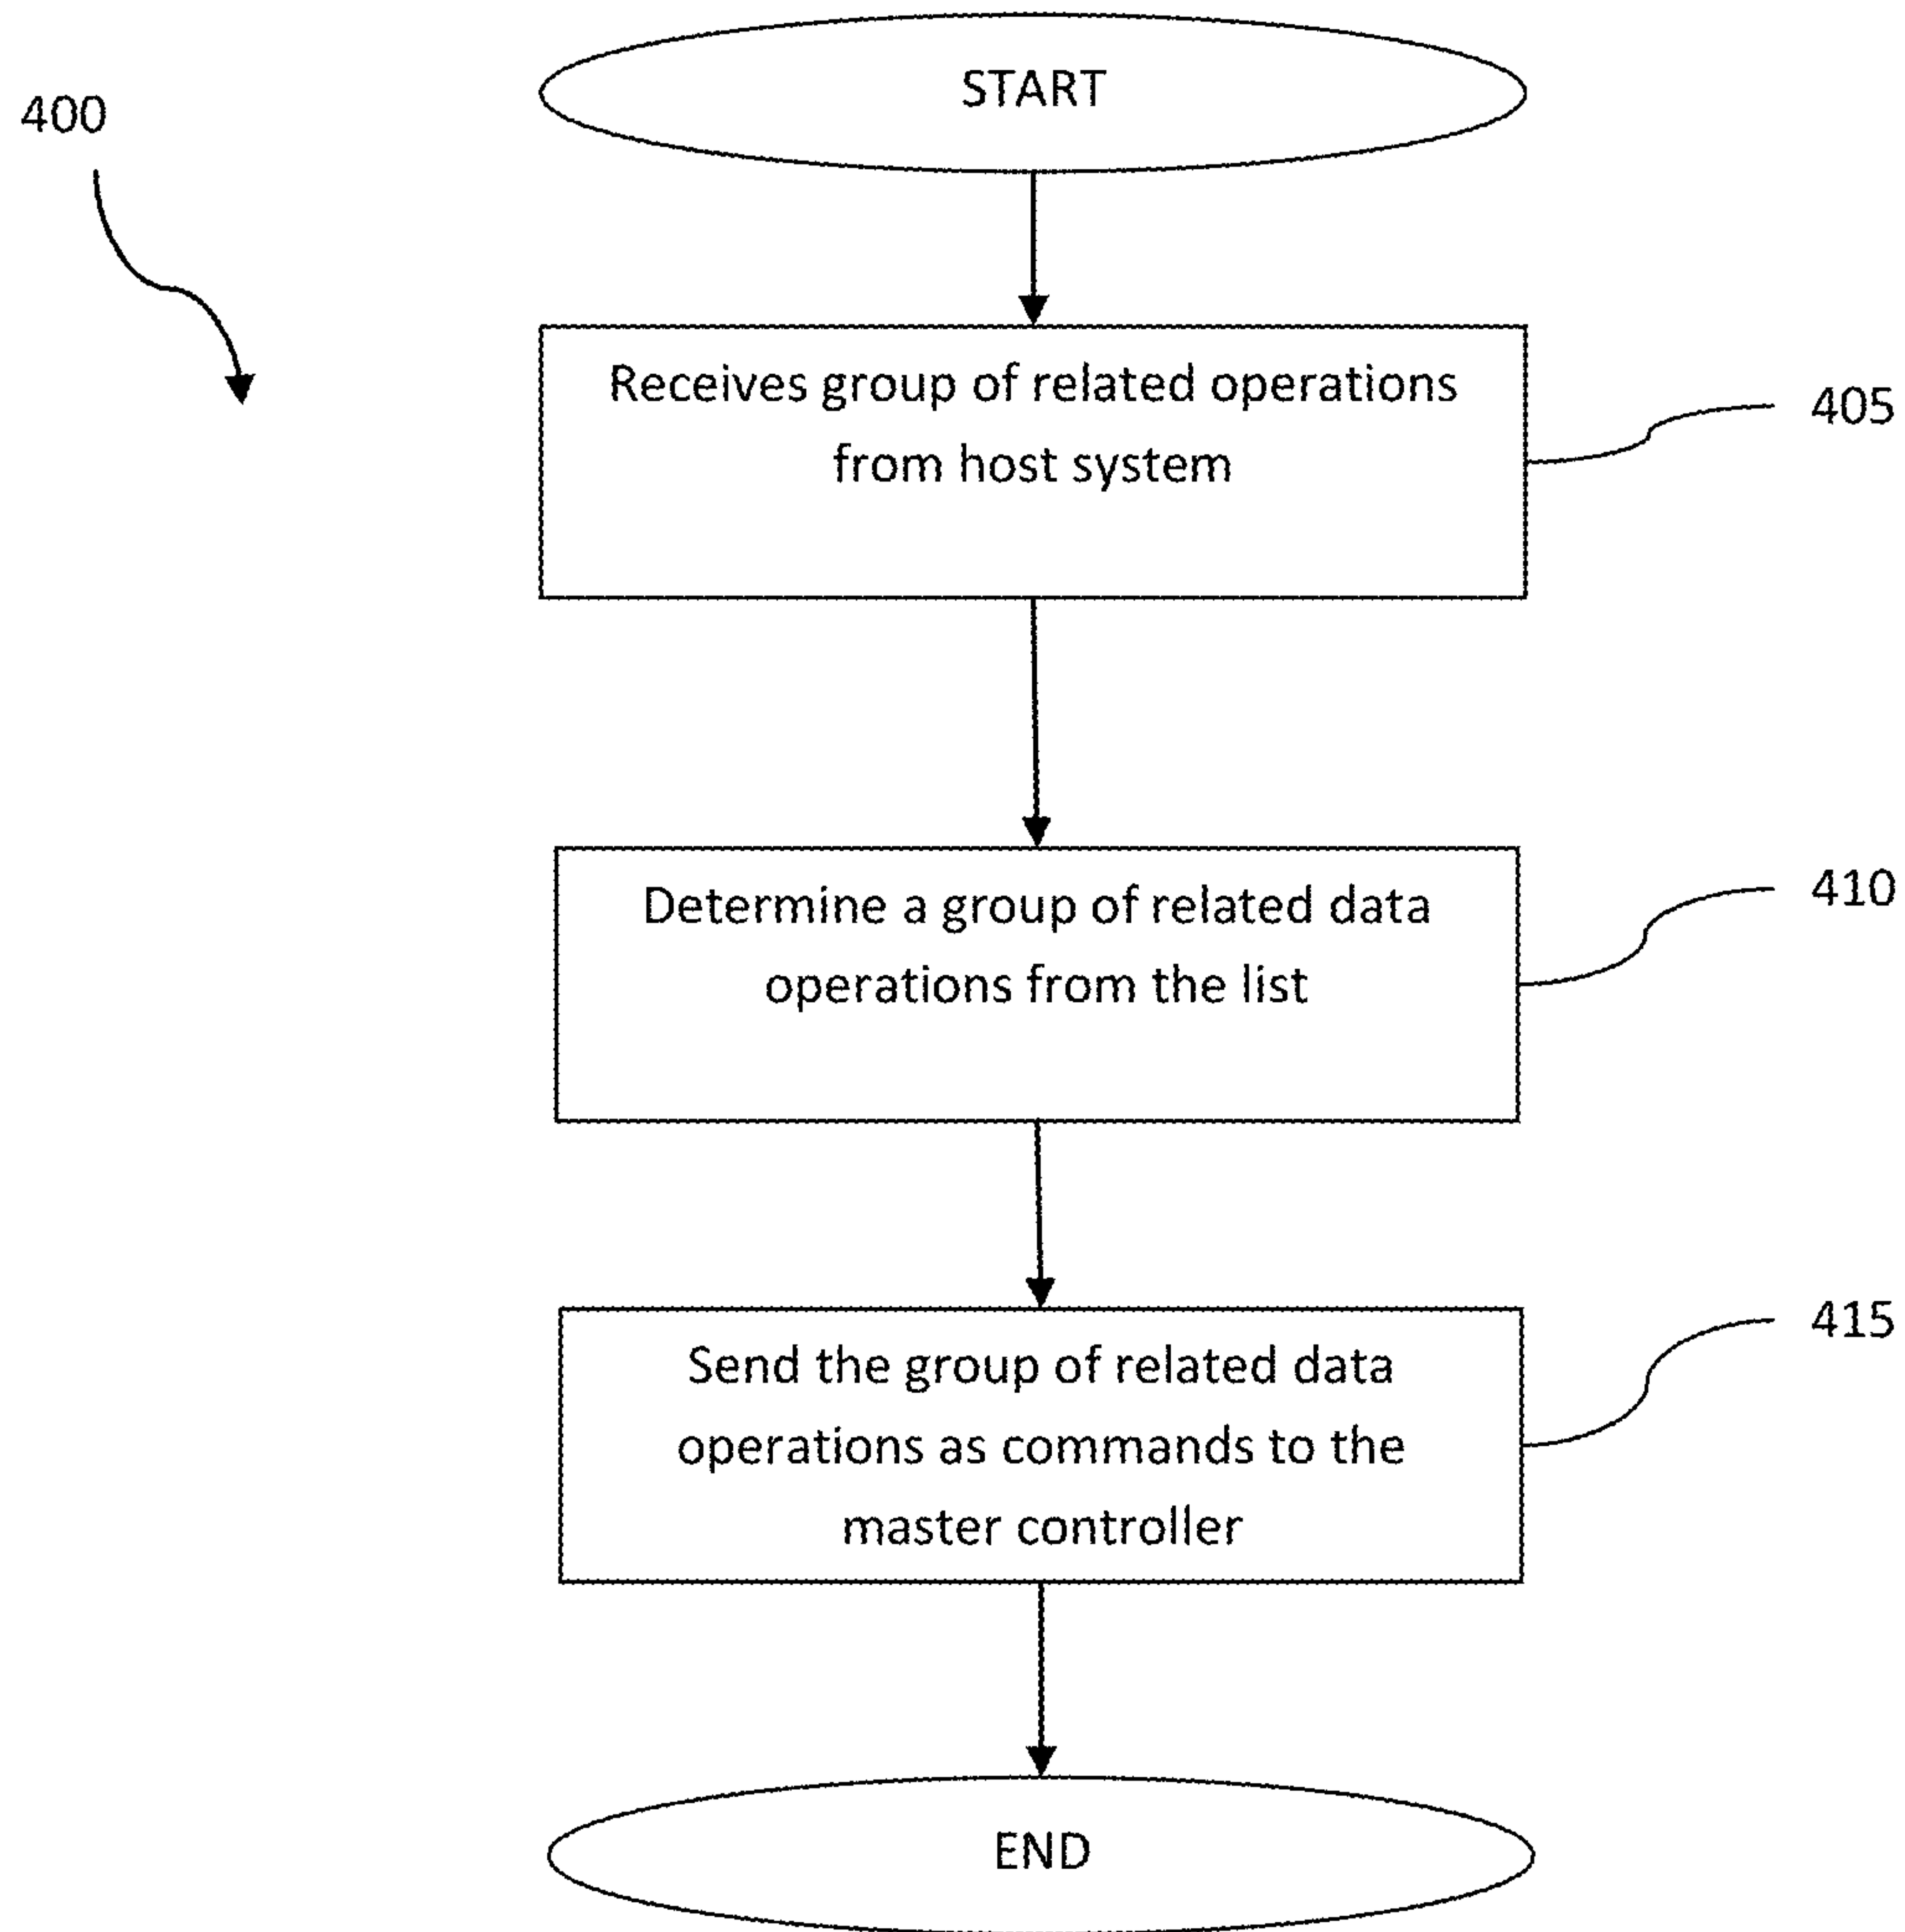 START
400
Receives group of related operations
from host system
405
Determine a group of related data
operations from the list
410
Send the group of related data
operations as commands to the
master controller
415
END